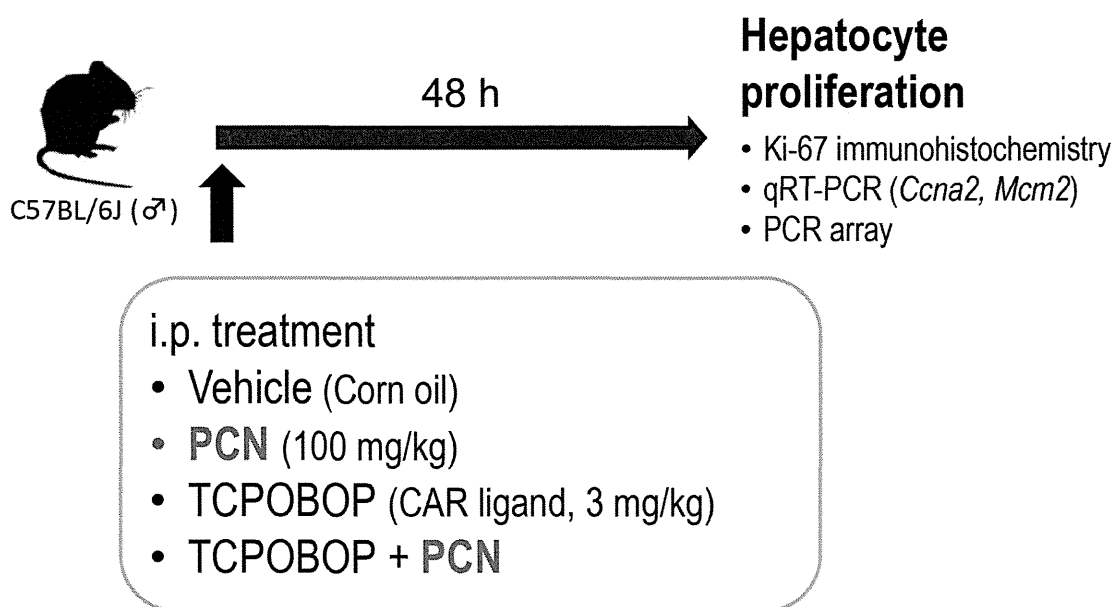 Hepatocyte
proliferation
48 h
• Ki-67 immunohistochemistry
• qRT-PCR (Ccna2, Mcm2)
• PCR array
C57BL/6J (♂)
i.p. treatment
• Vehicle (Corn oil)
• PCN (100 mg/kg)
• TCPOBOP (CAR ligand, 3 mg/kg)
• TCPOBOP + PCN